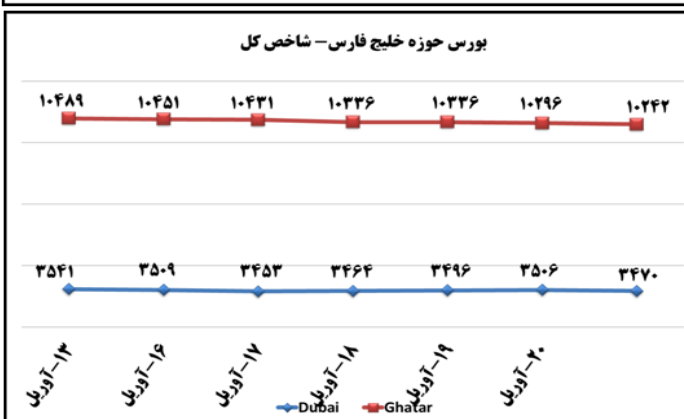 بورس حوزه خلیج فارس– شاخص کل
۱۰۴۸۹ ۱۰۴۵۱ ۱۰۴۳۱ ۱۰۳۳۶ ۱۰۳۳۶ ۱۰۲۹۶ ۱۰۲۴۲
۳۵۴۱ ۳۵۰۹ ۳۴۵۳ ۳۴۶۴ ۳۴۹۶ ۳۵۰۶ ۳۴۷۰
۱۳-آوریل ۱۶-آوریل ۱۷-آوریل ۱۸-آوریل ۱۹-آوریل ۲۰-آوریل
Dubai Ghatar